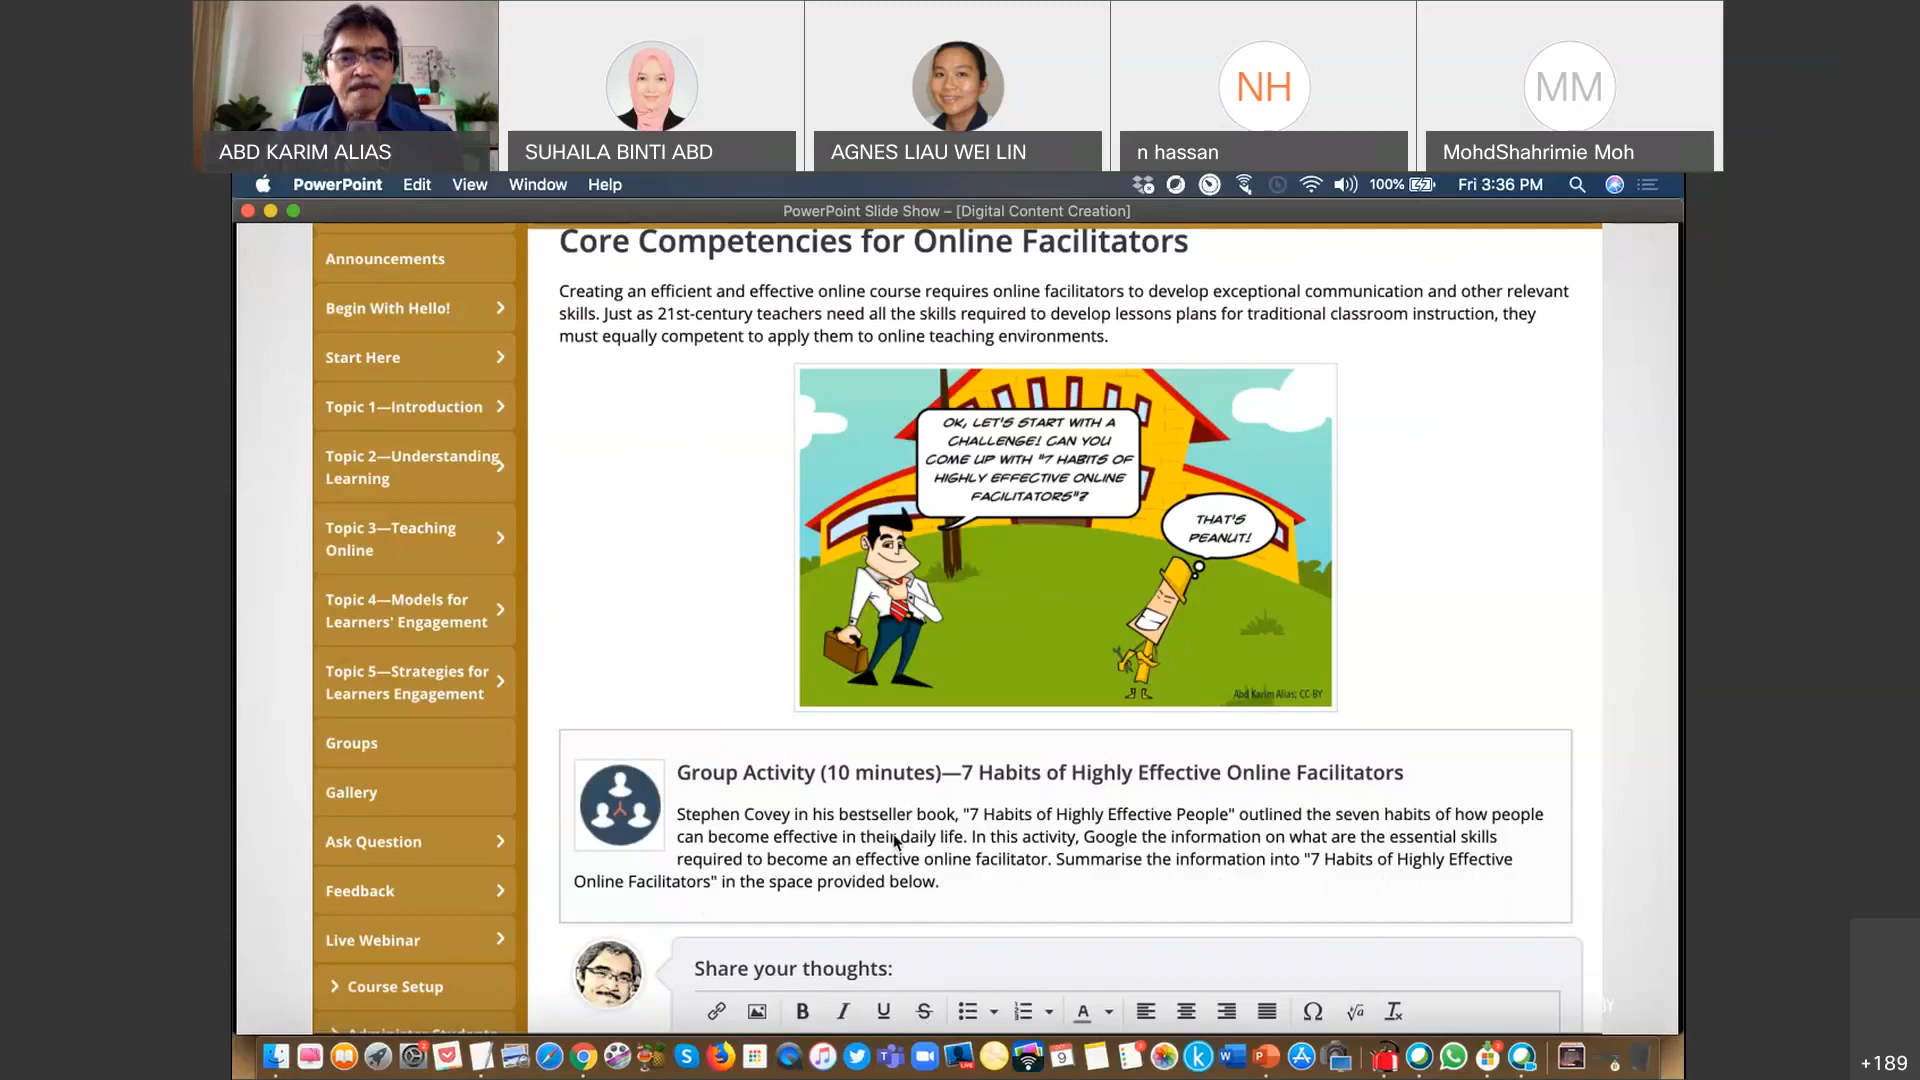 ABD KARIM ALIAS
SUHAILA BINTI ABD
AGNES LIAU WEI LIN
NH
n hassan
MM
MohdShahrimie Moh
PowerPoint Edit View Window Help
100% Fri 3:36 PM
PowerPoint Slide Show – [Digital Content Creation]
Announcements
Begin With Hello!
Start Here
Topic 1—Introduction
Topic 2—Understanding
Learning
Topic 3—Teaching
Online
Topic 4—Models for
Learners' Engagement
Topic 5—Strategies for
Learners Engagement
Groups
Gallery
Ask Question
Feedback
Live Webinar
Course Setup
Administer Students
Core Competencies for Online Facilitators
Creating an efficient and effective online course requires online facilitators to develop exceptional communication and other relevant
skills. Just as 21st-century teachers need all the skills required to develop lessons plans for traditional classroom instruction, they
must equally competent to apply them to online teaching environments.
OK, LET'S START WITH A
CHALLENGE! CAN YOU
COME UP WITH "7 HABITS OF
HIGHLY EFFECTIVE ONLINE
FACILITATORS"?
THAT'S
PEANUT!
Abd Karim Alias; CC-BY
Group Activity (10 minutes)—7 Habits of Highly Effective Online Facilitators
Stephen Covey in his bestseller book, "7 Habits of Highly Effective People" outlined the seven habits of how people
can become effective in their daily life. In this activity, Google the information on what are the essential skills
required to become an effective online facilitator. Summarise the information into "7 Habits of Highly Effective
Online Facilitators" in the space provided below.
Share your thoughts:
B I U S A Ω √a Ix
BY
+189